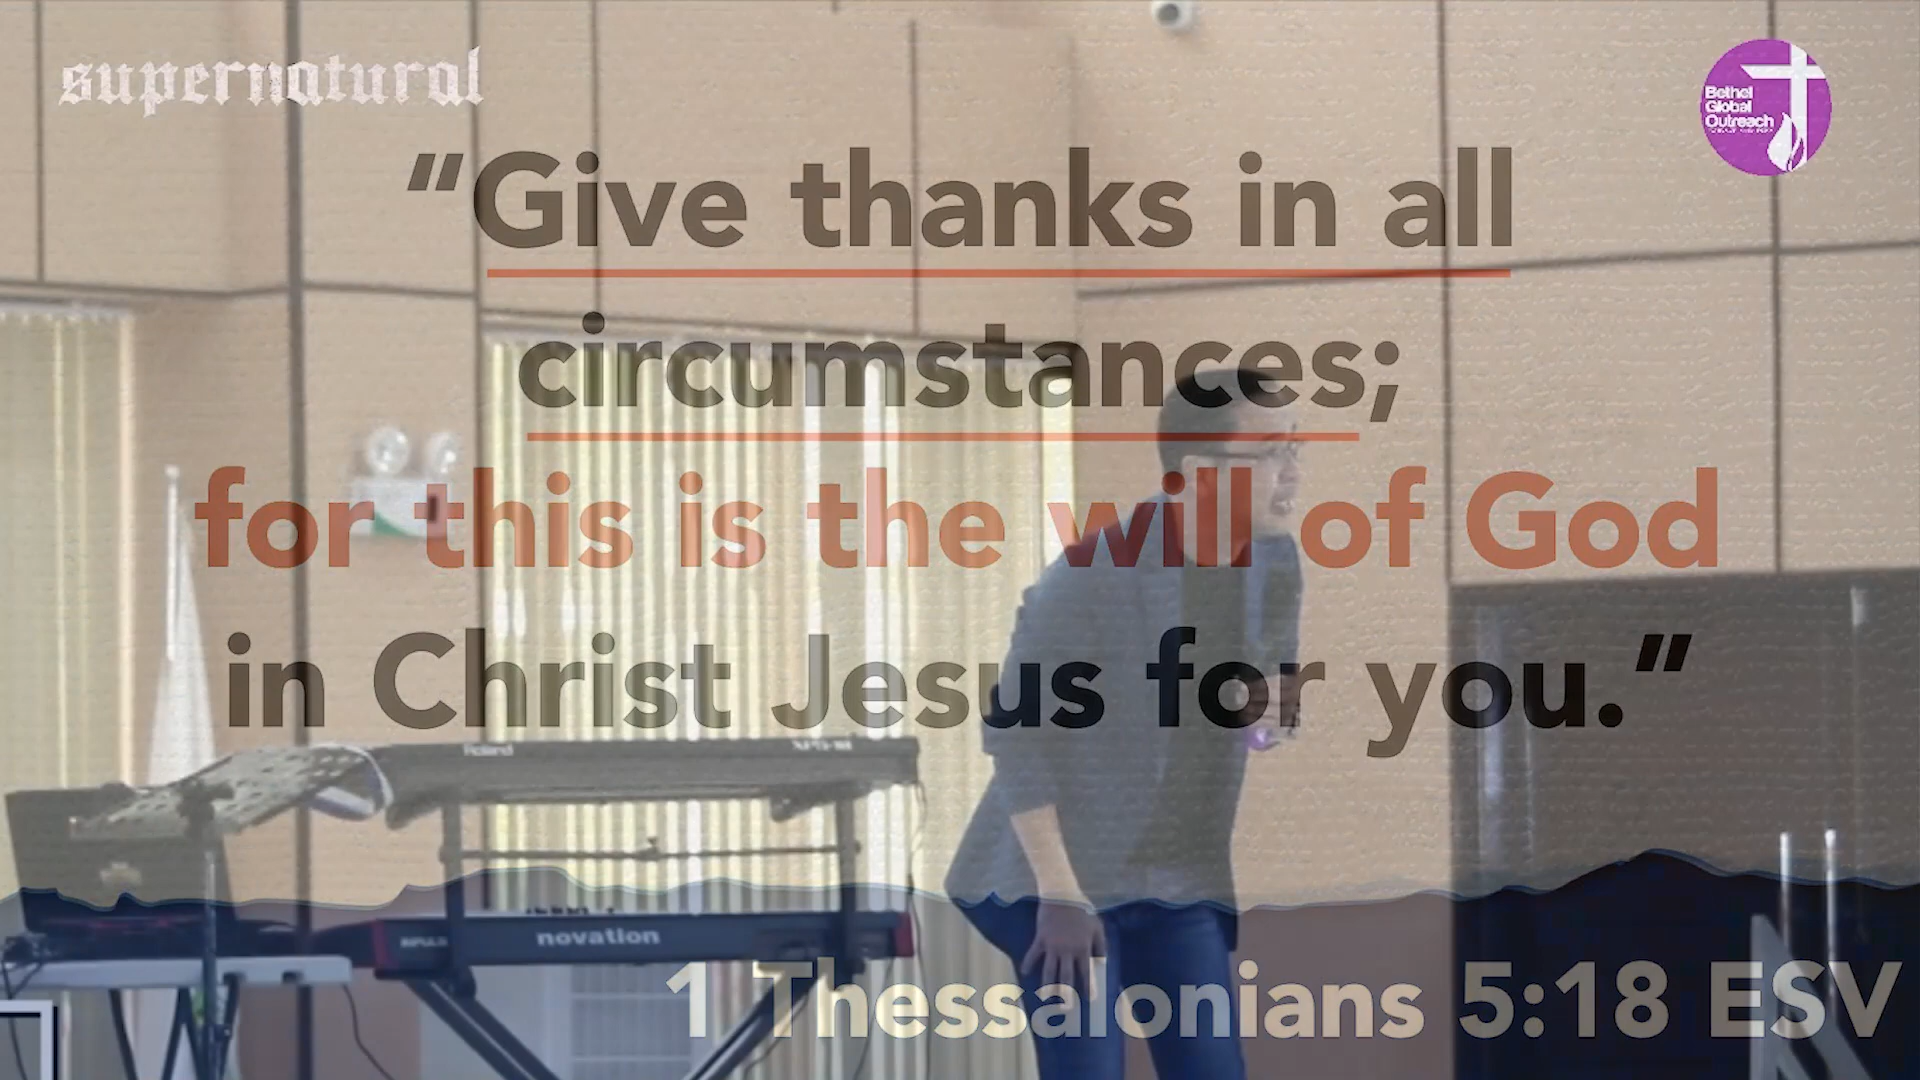 supernatural
Bethel
Global
Outreach
“Give thanks in all
circumstances;
for this is the will of God
in Christ Jesus for you.”
Roland
novation
1 Thessalonians 5:18 ESV